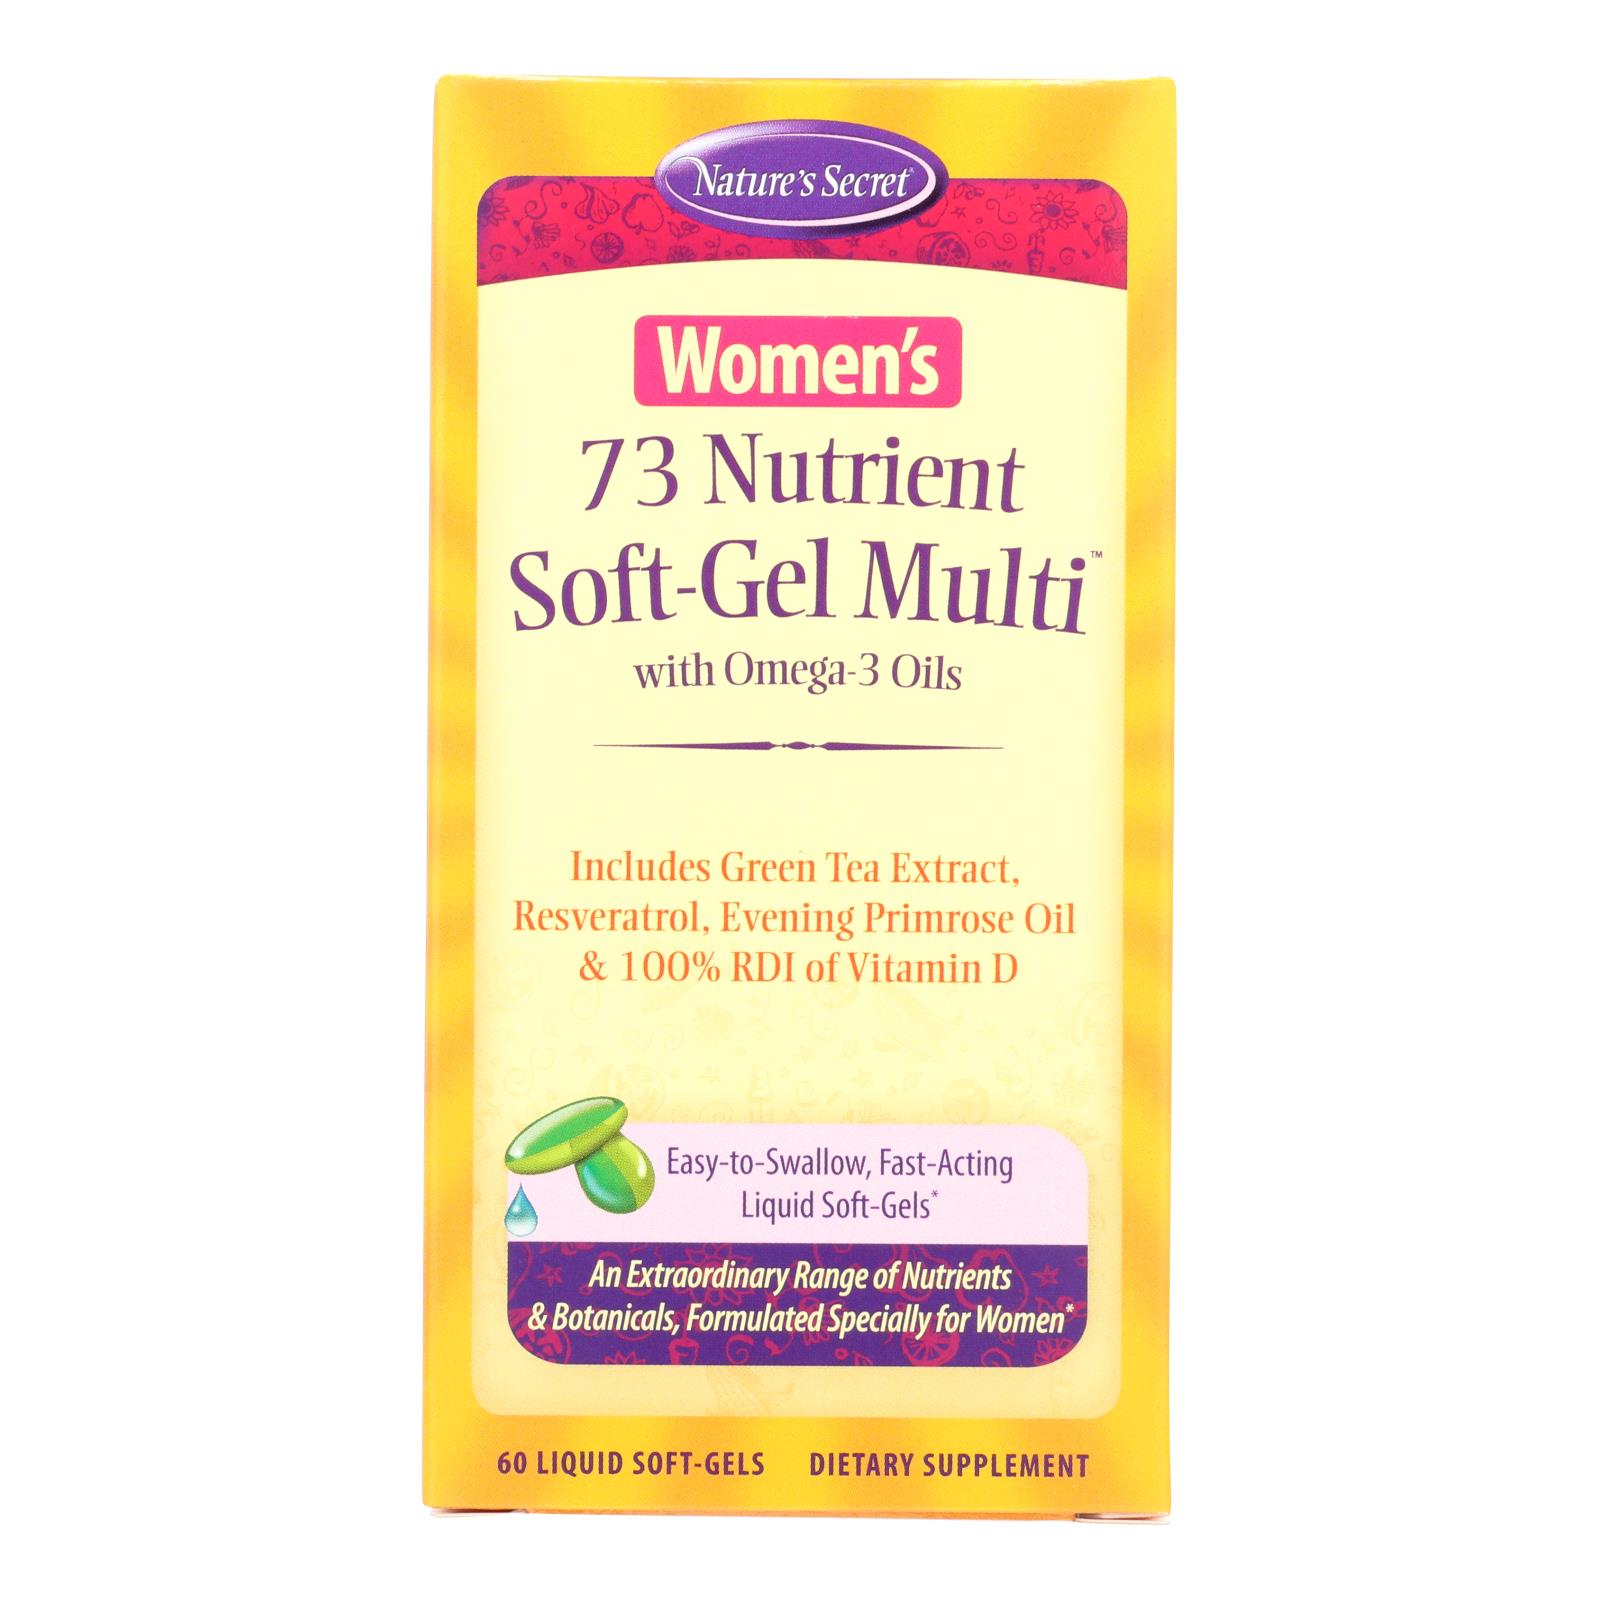 Nature's Secret®
Women's
73 Nutrient
Soft-Gel Multi™
with Omega-3 Oils
Includes Green Tea Extract,
Resveratrol, Evening Primrose Oil
& 100% RDI of Vitamin D
Easy-to-Swallow, Fast-Acting
Liquid Soft-Gels*
An Extraordinary Range of Nutrients
& Botanicals, Formulated Specially for Women*
60 LIQUID SOFT-GELS DIETARY SUPPLEMENT